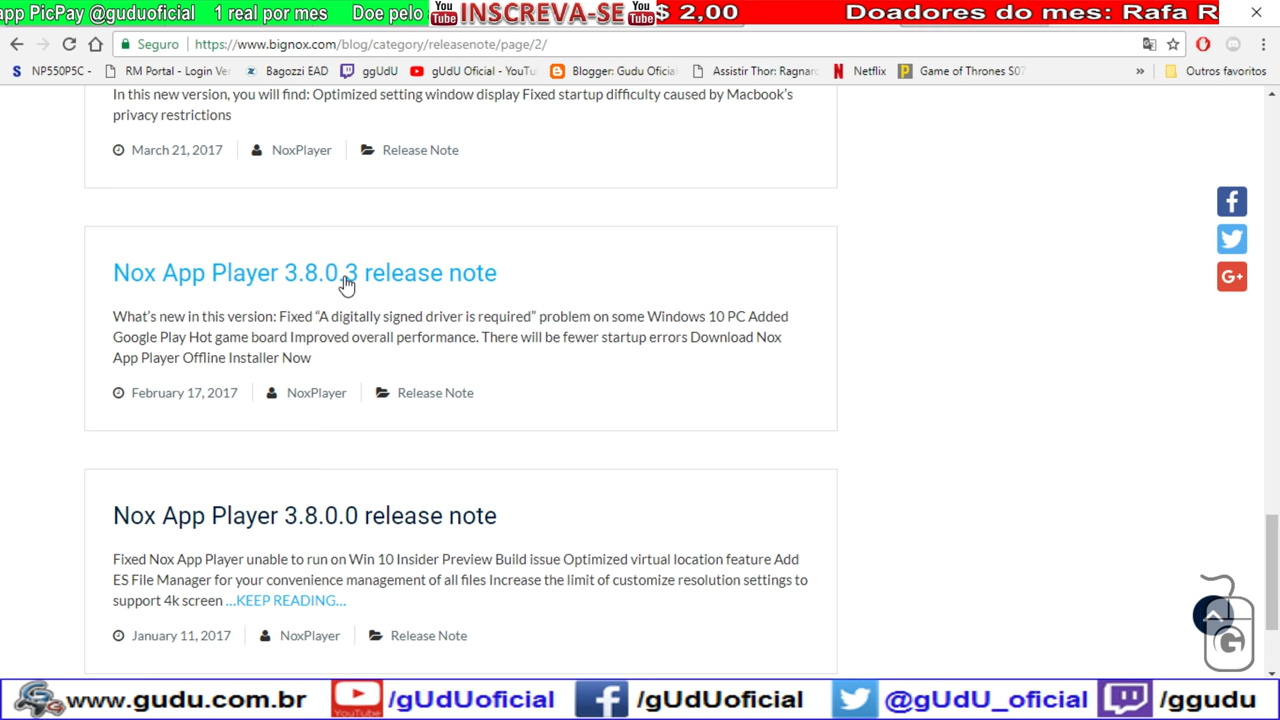 app PicPay @guduoficial 1 real por mes Doe pelo YouTube INSCREVA-SE YouTube $ 2,00 Doadores do mes: Rafa R
Seguro https://www.bignox.com/blog/category/releasenote/page/2/
S NP550P5C - RM Portal - Login Ve Bagozzi EAD ggUdU gUdU Oficial - YouTu Blogger: Gudu Oficial Assistir Thor: Ragnaro N Netflix P Game of Thrones S07 » Outros favoritos
In this new version, you will find: Optimized setting window display Fixed startup difficulty caused by Macbook’s
privacy restrictions
March 21, 2017 NoxPlayer Release Note
Nox App Player 3.8.0.3 release note
What’s new in this version: Fixed “A digitally signed driver is required” problem on some Windows 10 PC Added
Google Play Hot game board Improved overall performance. There will be fewer startup errors Download Nox
App Player Offline Installer Now
February 17, 2017 NoxPlayer Release Note
Nox App Player 3.8.0.0 release note
Fixed Nox App Player unable to run on Win 10 Insider Preview Build issue Optimized virtual location feature Add
ES File Manager for your convenience management of all files Increase the limit of customize resolution settings to
support 4k screen ...KEEP READING...
January 11, 2017 NoxPlayer Release Note
f
G+
G
www.gudu.com.br YouTube /gUdUoficial f /gUdUoficial @gUdU_oficial /ggudu